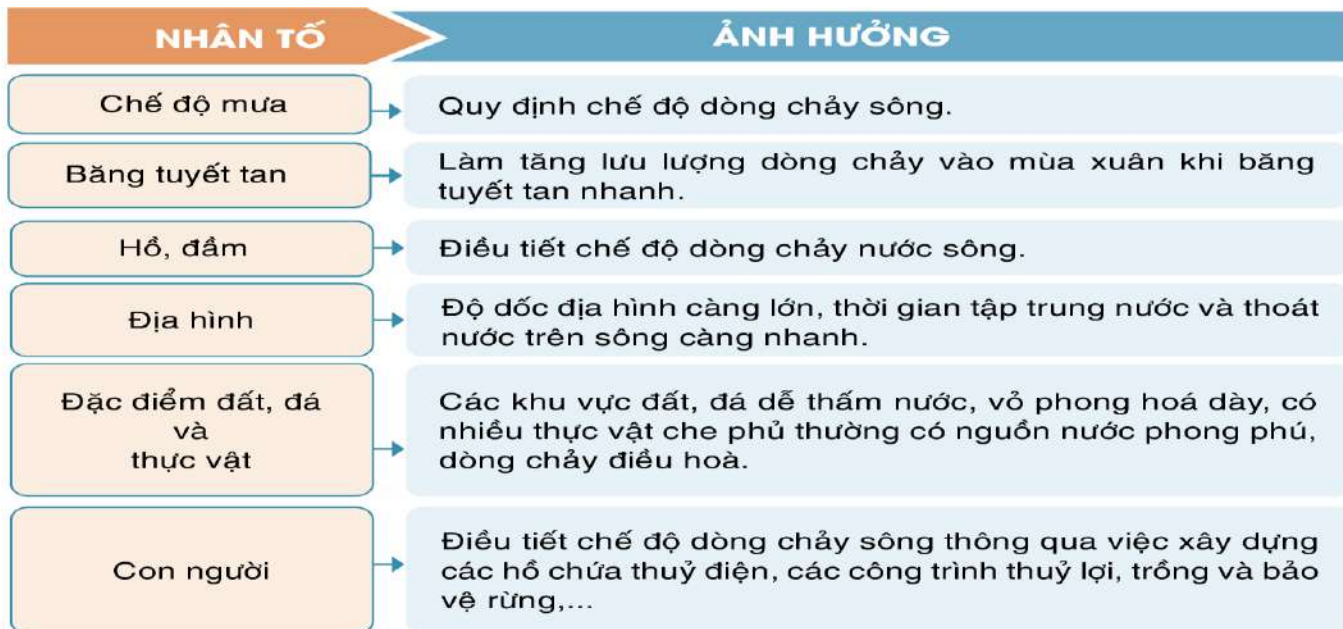 NHÂN TỐ
ẢNH HƯỞNG
Chế độ mưa
Quy định chế độ dòng chảy sông.
Băng tuyết tan
Làm tăng lưu lượng dòng chảy vào mùa xuân khi băng
tuyết tan nhanh.
Hồ, đầm
Điều tiết chế độ dòng chảy nước sông.
Địa hình
Độ dốc địa hình càng lớn, thời gian tập trung nước và thoát
nước trên sông càng nhanh.
Đặc điểm đất, đá
và
thực vật
Các khu vực đất, đá dễ thấm nước, vỏ phong hoá dày, có
nhiều thực vật che phủ thường có nguồn nước phong phú,
dòng chảy điều hoà.
Con người
Điều tiết chế độ dòng chảy sông thông qua việc xây dựng
các hồ chứa thuỷ điện, các công trình thuỷ lợi, trồng và bảo
vệ rừng,...